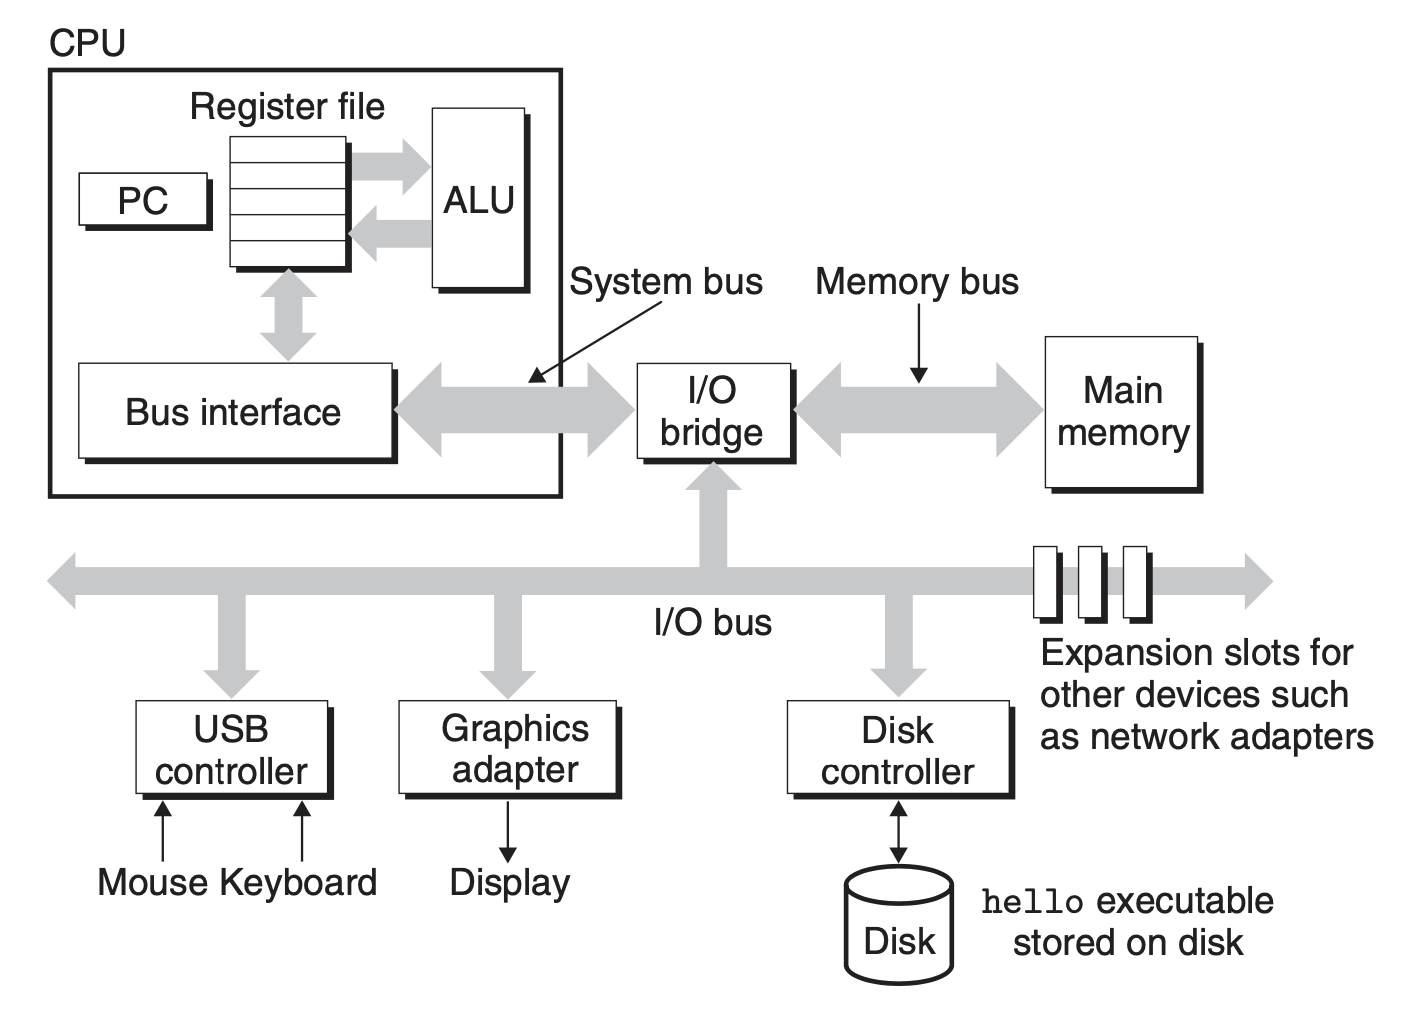 CPU
Register file
PC
ALU
System bus
Memory bus
Bus interface
I/O
bridge
Main
memory
I/O bus
Expansion slots for
other devices such
as network adapters
USB
controller
Graphics
adapter
Disk
controller
Mouse
Keyboard
Display
Disk
hello executable
stored on disk